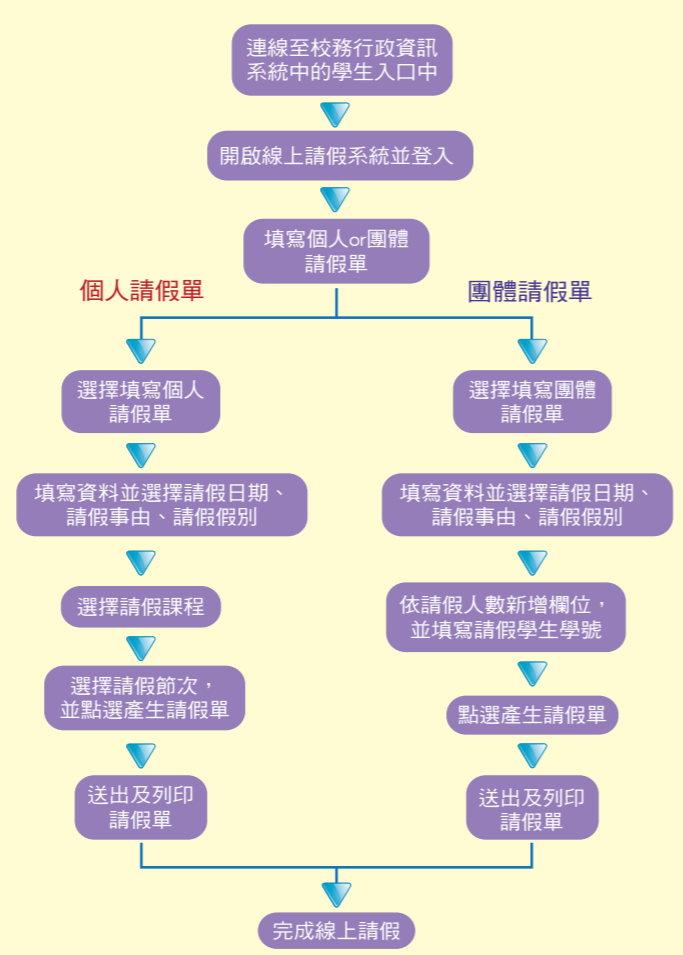 連線至校務行政資訊
系統中的學生入口中
開啟線上請假系統並登入
填寫個人or團體
請假單
個人請假單
團體請假單
選擇填寫個人
請假單
填寫資料並選擇請假日期、
請假事由、請假假別
選擇請假課程
選擇請假節次，
並點選產生請假單
送出及列印
請假單
選擇填寫團體
請假單
填寫資料並選擇請假日期、
請假事由、請假假別
依請假人數新增欄位，
並填寫請假學生學號
點選產生請假單
送出及列印
請假單
完成線上請假